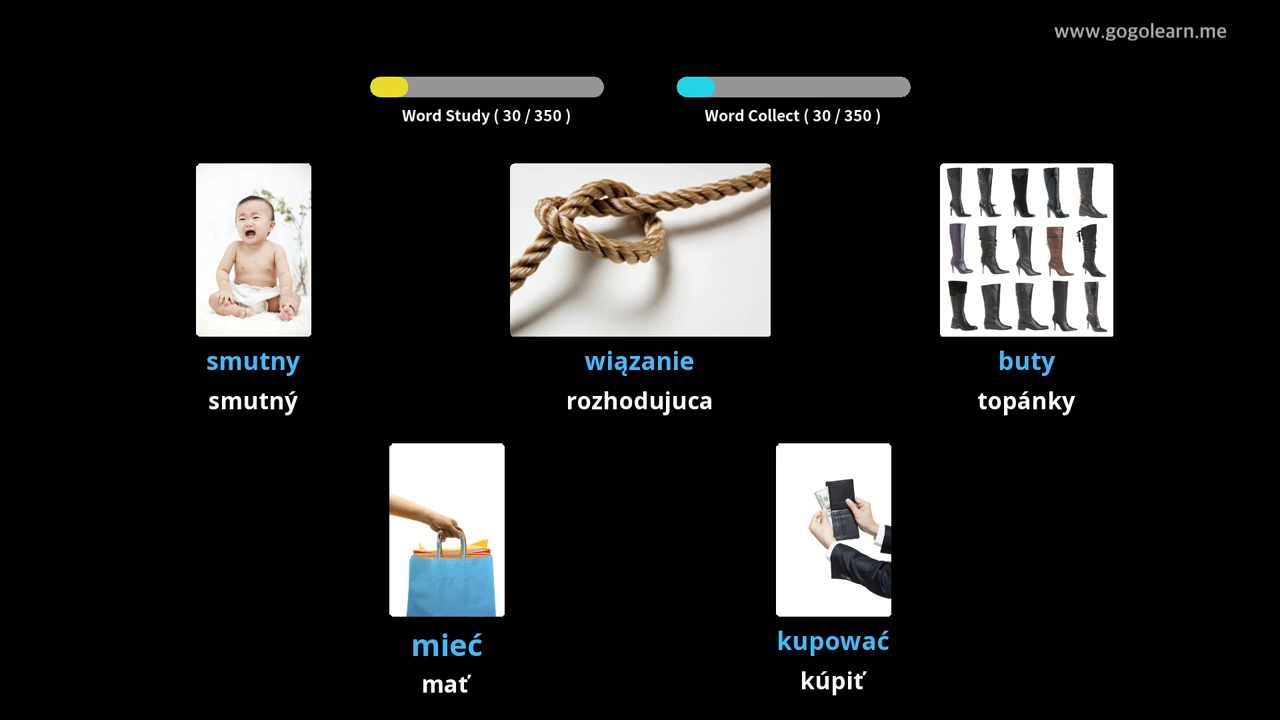 www.gogolearn.me
Word Study ( 30 / 350 )
Word Collect ( 30 / 350 )
smutny
smutný
wiązanie
rozhodujuca
buty
topánky
mieć
mať
kupować
kúpiť